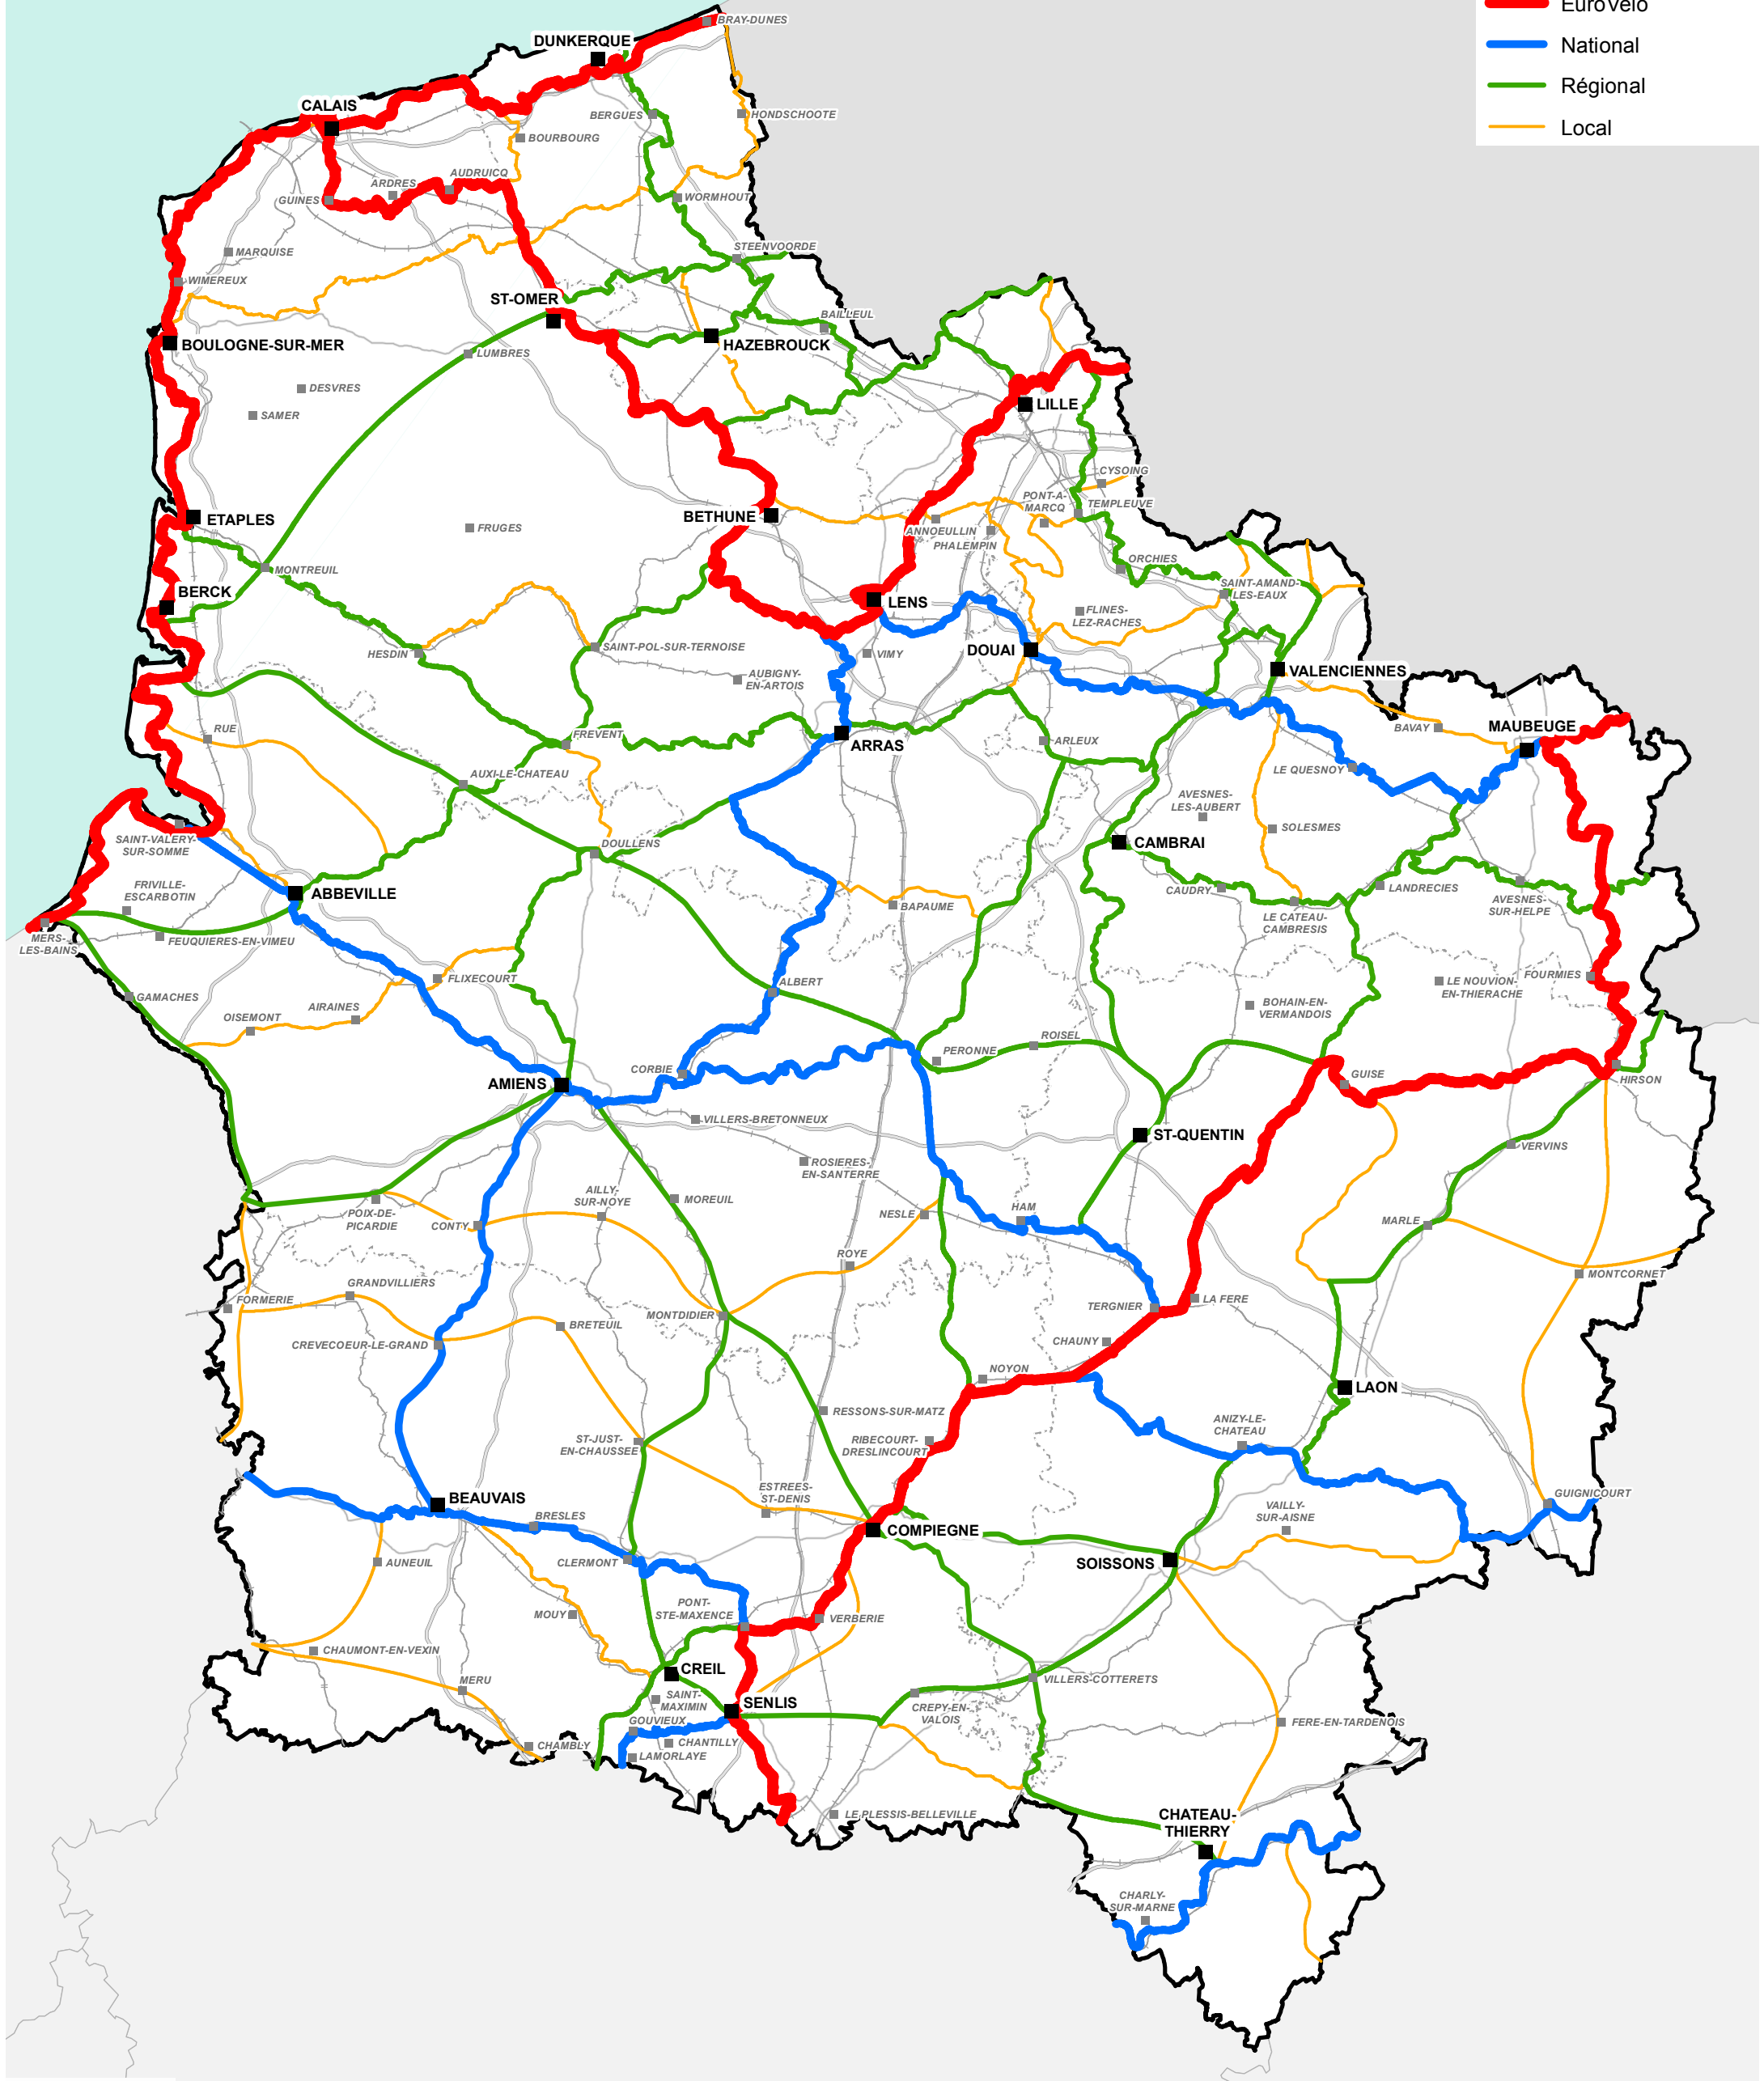 EuroVelo
National
Régional
Local
BRAY-DUNES
DUNKERQUE
CALAIS
BERGUES
HONDSCHOOTE
BOURBOURG
AUDRUICQ
ARDRES
GUINES
WORMHOUT
MARQUISE
STEENVOORDE
WIMEREUX
ST-OMER
BAILLEUL
BOULOGNE-SUR-MER
HAZEBROUCK
LUMBRES
DESVRES
SAMER
LILLE
CYSOING
PONT-A-
MARCQ
TEMPLEUVE
ETAPLES
BETHUNE
FRUGES
ANNOEULLIN
PHALEMPIN
ORCHIES
MONTREUIL
SAINT-AMAND-
LES-EAUX
BERCK
LENS
FLINES-
LEZ-RACHES
HESDIN
SAINT-POL-SUR-TERNOISE
VIMY
DOUAI
VALENCIENNES
AUBIGNY-
EN-ARTOIS
RUE
FREVENT
ARRAS
ARLEUX
BAVAY
MAUBEUGE
LE QUESNOY
AUXI-LE-CHATEAU
AVESNES-
LES-AUBERT
SOLESMES
SAINT-VALERY-
SUR-SOMME
DOULLENS
CAMBRAI
FRIVILLE-
ESCARBOTIN
ABBEVILLE
CAUDRY
LANDRECIES
BAPAUME
LE CATEAU-
CAMBRESIS
AVESNES-
SUR-HELPE
MERS-
LES-BAINS
FEUQUIERES-EN-VIMEU
FLIXECOURT
ALBERT
LE NOUVION-
EN-THIERACHE
FOURMIES
GAMACHES
AIRAINES
OISEMONT
BOHAIN-EN-
VERMANDOIS
ROISEL
PERONNE
CORBIE
AMIENS
GUISE
HIRSON
VILLERS-BRETONNEUX
ST-QUENTIN
VERVINS
ROSIERES-
EN-SANTERRE
AILLY-
SUR-NOYE
MOREUIL
POIX-DE-
PICARDIE
CONTY
NESLE
HAM
MARLE
ROYE
MONTCORNET
GRANDVILLIERS
FORMERIE
MONTDIDIER
TERGNIER
LA FERE
BRETEUIL
CREVECOEUR-LE-GRAND
CHAUNY
NOYON
LAON
RESSONS-SUR-MATZ
ANIZY-LE-
CHATEAU
ST-JUST-
EN-CHAUSSEE
RIBECOURT-
DRESLINCOURT
ESTREES-
ST-DENIS
BEAUVAIS
GUIGNICOURT
BRESLES
VAILLY-
SUR-AISNE
COMPIEGNE
AUNEUIL
CLERMONT
SOISSONS
MOUY
PONT-
STE-MAXENCE
VERBERIE
CHAUMONT-EN-VEXIN
CREIL
VILLERS-COTTERETS
MERU
SAINT-
MAXIMIN
SENLIS
CREPY-EN-
VALOIS
GOUVIEUX
FERE-EN-TARDENOIS
CHAMBLY
CHANTILLY
LAMORLAYE
LE PLESSIS-BELLEVILLE
CHATEAU-
THIERRY
CHARLY-
SUR-MARNE